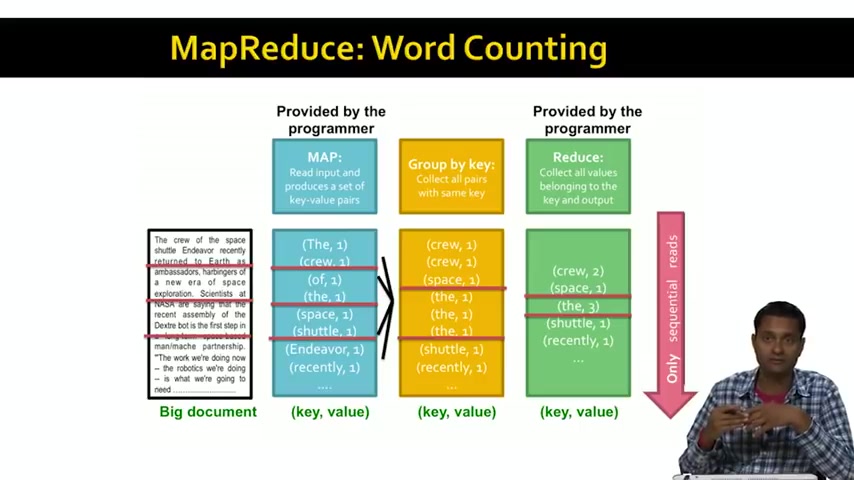 MapReduce: Word Counting
Provided by the
programmer
Provided by the
programmer
MAP:
Read input and
produces a set of
key-value pairs
Group by key:
Collect all pairs
with same key
Reduce:
Collect all values
belonging to the
key and output
The crew of the space
shuttle Endeavor recently
returned to Earth as
ambassadors, harbingers of
a new era of space
exploration. Scientists at
NASA are saying that the
recent assembly of the
Dextre bot is the first step in
a long-term space-based
man/mache partnership.
"The work we're doing now
-- the robotics we're doing
-- is what we're going to
need ........................
(The, 1)
(crew, 1)
(of, 1)
(the, 1)
(space, 1)
(shuttle, 1)
(Endeavor, 1)
(recently, 1)
....
(crew, 1)
(crew, 1)
(space, 1)
(the, 1)
(the, 1)
(the, 1)
(shuttle, 1)
(recently, 1)
...
(crew, 2)
(space, 1)
(the, 3)
(shuttle, 1)
(recently, 1)
...
Only sequential reads
Big document
(key, value)
(key, value)
(key, value)